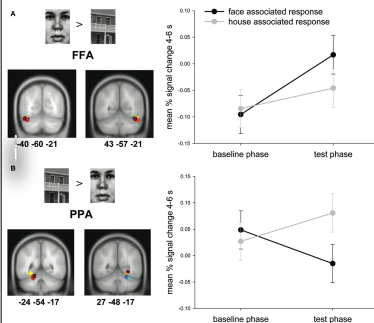 A
>
FFA
-40 -60 -21
43 -57 -21
face associated response
house associated response
mean % signal change 4-6 s
0.10
0.05
0.00
-0.05
-0.10
-0.15
baseline phase
test phase
B
>
PPA
-24 -54 -17
27 -48 -17
mean % signal change 4-6 s
0.15
0.10
0.05
0.00
-0.05
-0.10
baseline phase
test phase